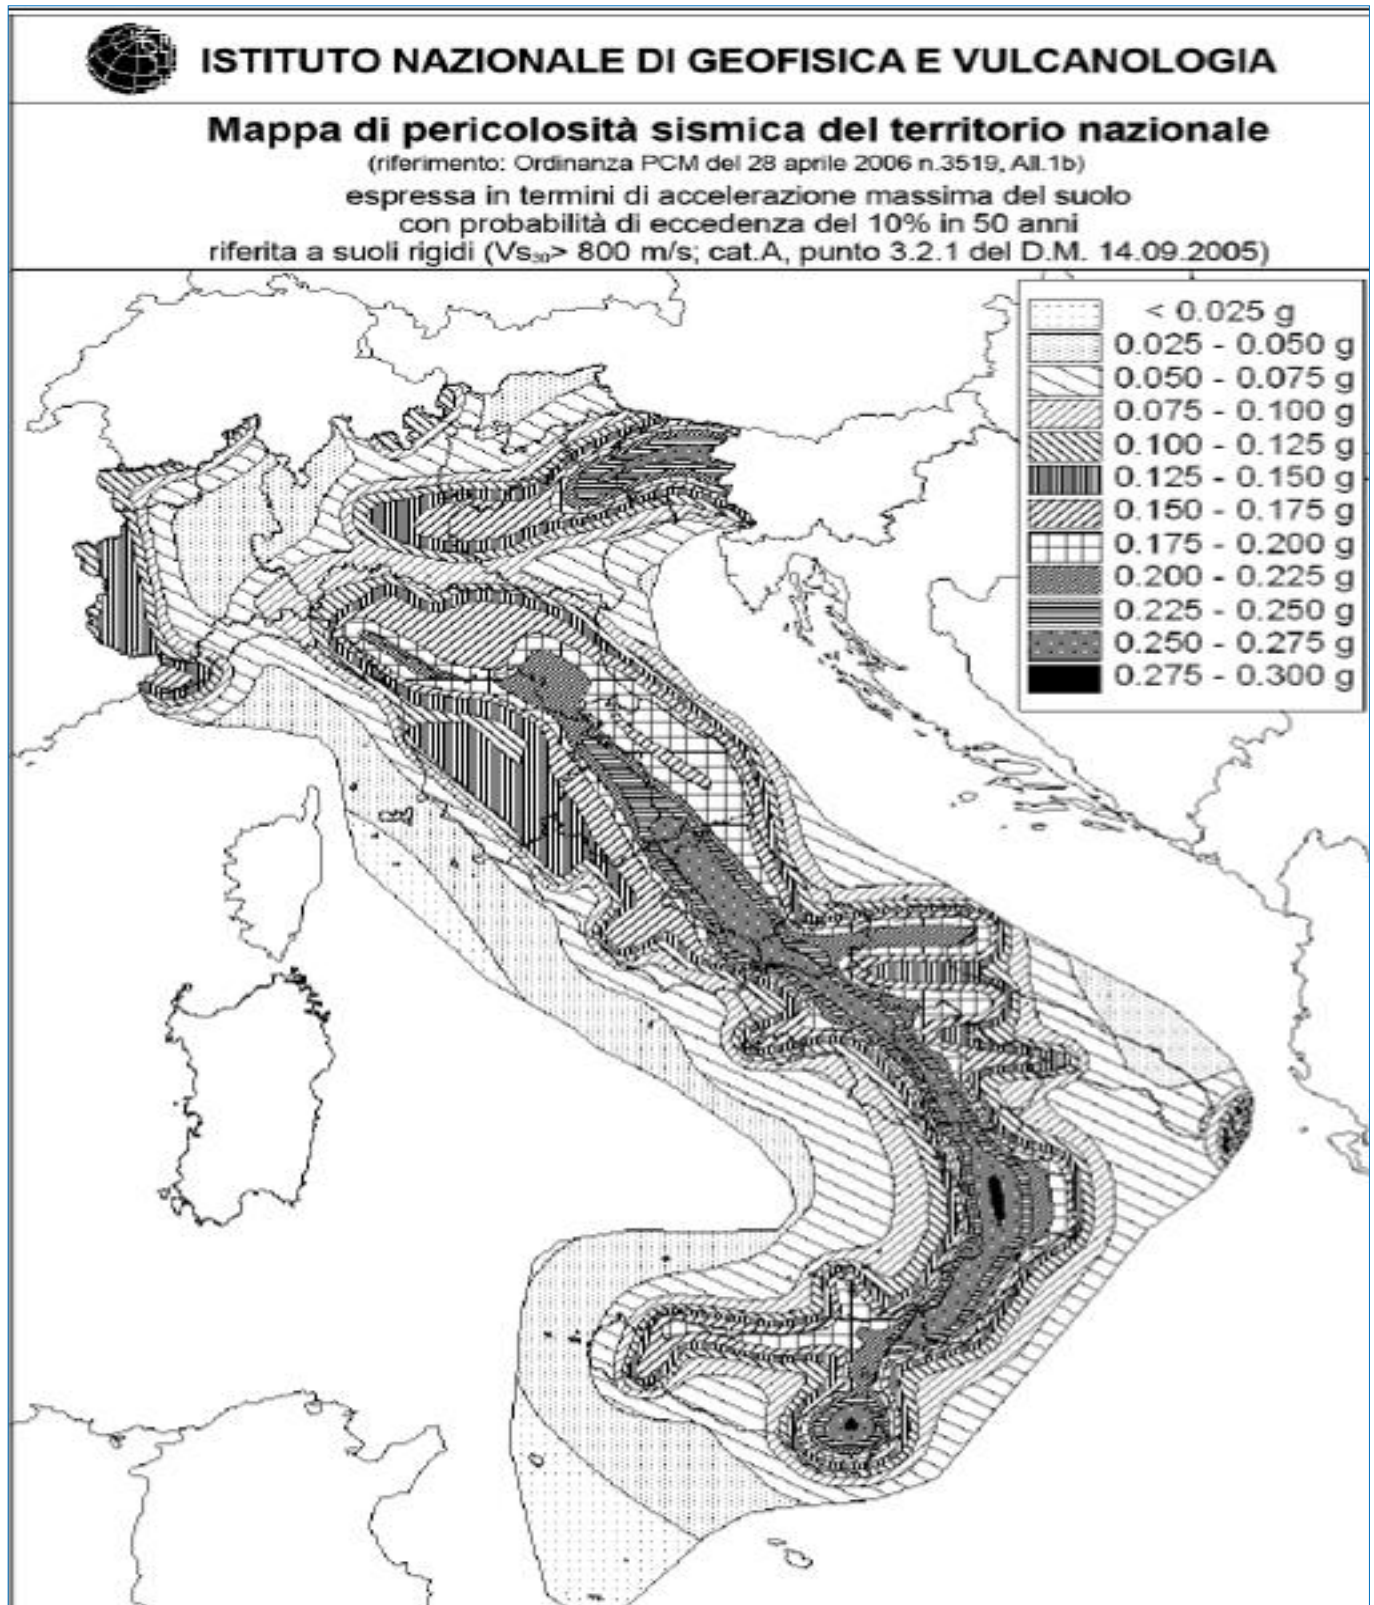 ISTITUTO NAZIONALE DI GEOFISICA E VULCANOLOGIA
Mappa di pericolosità sismica del territorio nazionale
(riferimento: Ordinanza PCM del 28 aprile 2006 n.3519, All.1b)
espressa in termini di accelerazione massima del suolo
con probabilità di eccedenza del 10% in 50 anni
riferita a suoli rigidi (Vs₃₀> 800 m/s; cat.A, punto 3.2.1 del D.M. 14.09.2005)
< 0.025 g
0.025 - 0.050 g
0.050 - 0.075 g
0.075 - 0.100 g
0.100 - 0.125 g
0.125 - 0.150 g
0.150 - 0.175 g
0.175 - 0.200 g
0.200 - 0.225 g
0.225 - 0.250 g
0.250 - 0.275 g
0.275 - 0.300 g